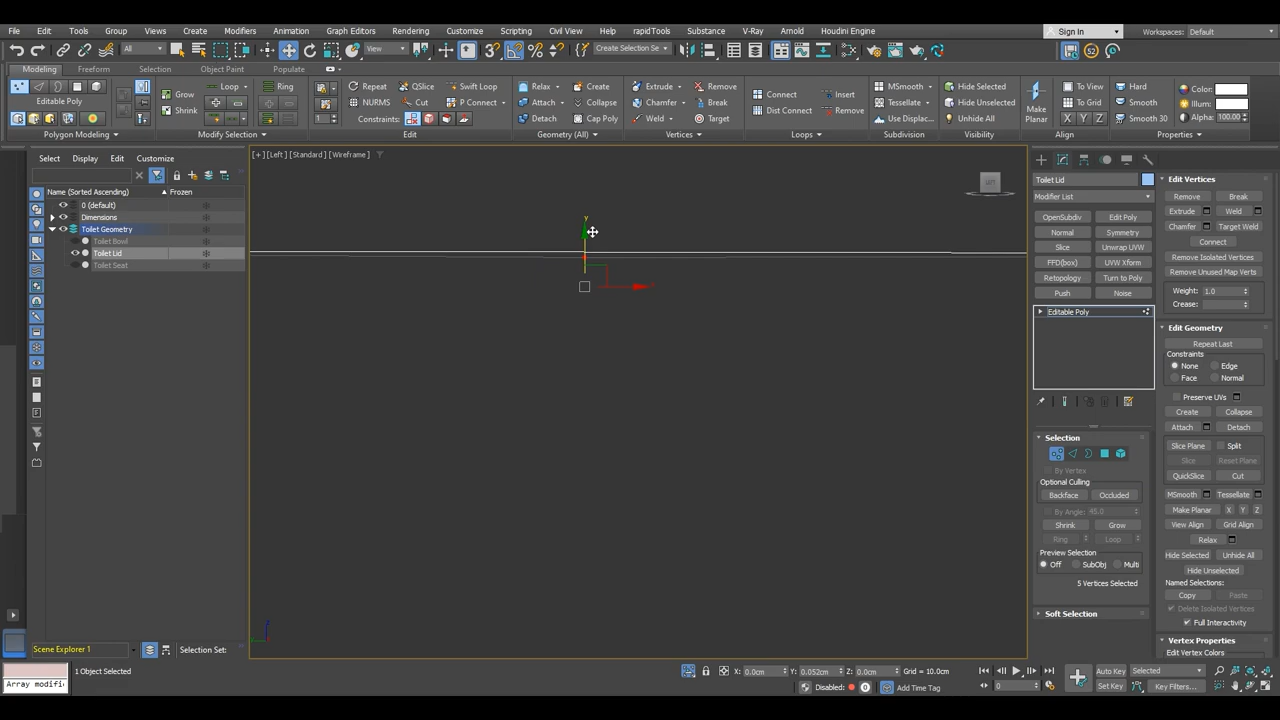 File Edit Tools Group Views Create Modifiers Animation Graph Editors Rendering Customize Scripting Civil View rapidTools Substance V-Ray Arnold Houdini Engine Sign In Workspaces: Default
All View Create Selection Se
Modeling Freeform Selection Object Paint Populate
Editable Poly Grow Shrink Loop Ring Repeat QSlice Swift Loop NURMS Cut P Connect Constraints: Relax Create Attach Collapse Detach Cap Poly Extrude Remove Chamfer Break Weld Target Connect Insert Dist Connect Remove MSmooth Tessellate Use Displac... Hide Selected Hide Unselected Unhide All Make Planar To View To Grid X Y Z Hard Smooth Smooth 30 Color: Illum: Alpha: 100.00
Polygon Modeling Modify Selection Edit Geometry (All) Vertices Loops Subdivision Visibility Align Properties
Select Display Edit Customize
Name (Sorted Ascending) Frozen
0 (default)
Dimensions
Toilet Geometry
Toilet Bowl
Toilet Lid
Toilet Seat
[+] [Left] [Standard] [Wireframe]
y
Toilet Lid
Modifier List
OpenSubdiv Edit Poly
Normal Symmetry
Slice Unwrap UVW
FFD(box) UVW Xform
Retopology Turn to Poly
Push Noise
Editable Poly
Selection
By Vertex
Optional Culling
Backface Occluded
By Angle: 45.0
Shrink Grow
Ring Loop
Preview Selection
Off SubObj Multi
5 Vertices Selected
Soft Selection
Edit Vertices
Remove Break
Extrude Weld
Chamfer Target Weld
Connect
Remove Isolated Vertices
Remove Unused Map Verts
Weight: 1.0
Crease:
Edit Geometry
Repeat Last
Constraints
None Edge
Face Normal
Preserve UVs
Create Collapse
Attach Detach
Slice Plane Split
Slice Reset Plane
QuickSlice Cut
MSmooth Tessellate
Make Planar X Y Z
View Align Grid Align
Relax
Hide Selected Unhide All
Hide Unselected
Named Selections:
Copy Paste
Delete Isolated Vertices
Full Interactivity
Vertex Properties
Edit Vertex Colors
Scene Explorer 1 Selection Set:
1 Object Selected X: 0.0cm Y: 0.052cm Z: 0.0cm Grid = 10.0cm Auto Key Selected
Array modifi Disabled: Add Time Tag 0 Set Key Key Filters...